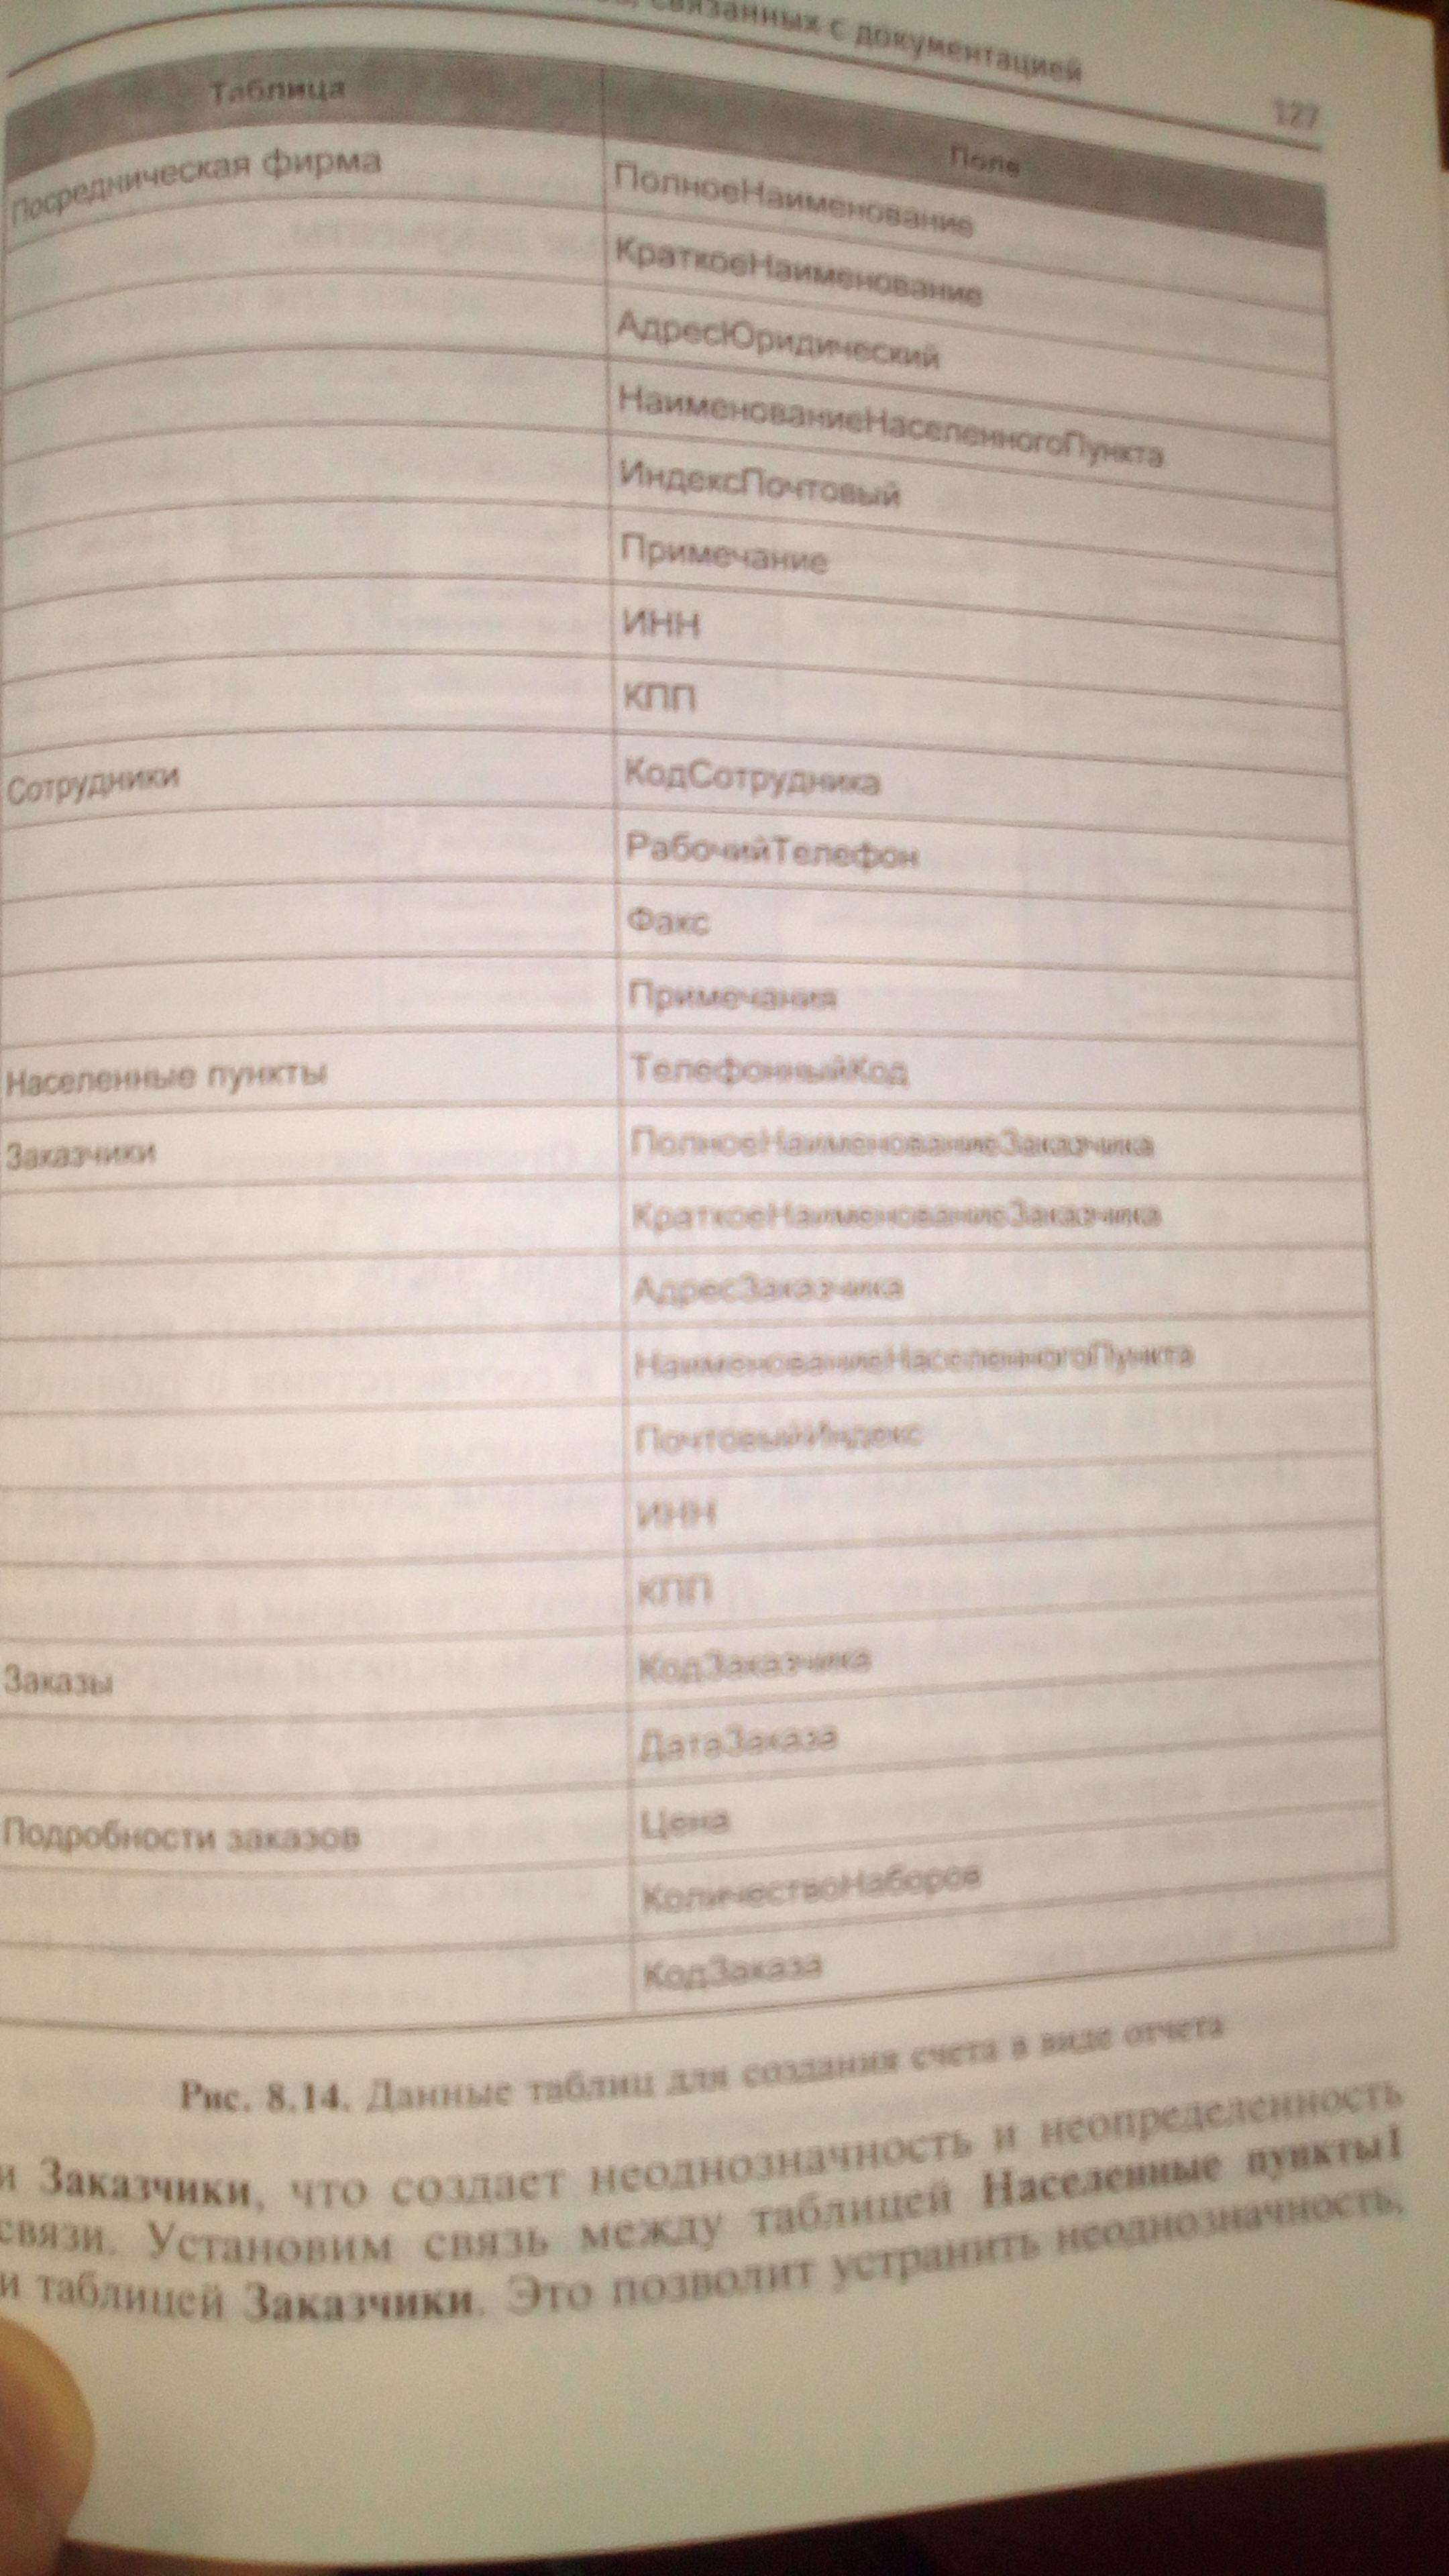 связанных с документацией
127
Таблица Поле
Посредническая фирма ПолноеНаименование
КраткоеНаименование
АдресЮридический
НаименованиеНаселенногоПункта
ИндексПочтовый
Примечание
ИНН
КПП
Сотрудники КодСотрудника
РабочийТелефон
Факс
Примечания
Населенные пункты ТелефонныйКод
Заказчики ПолноеНаименованиеЗаказчика
КраткоеНаименованиеЗаказчика
АдресЗаказчика
НаименованиеНаселенногоПункта
ПочтовыйИндекс
ИНН
КПП
Заказы КодЗаказчика
ДатаЗаказа
Подробности заказов Цена
КоличествоНаборов
КодЗаказа
Рис. 8.14. Данные таблиц для создания счета в виде отчета
и Заказчики, что создает неоднозначность и неопределенность
связи. Установим связь между таблицей Населенные пункты1
и таблицей Заказчики. Это позволит устранить неоднозначность.